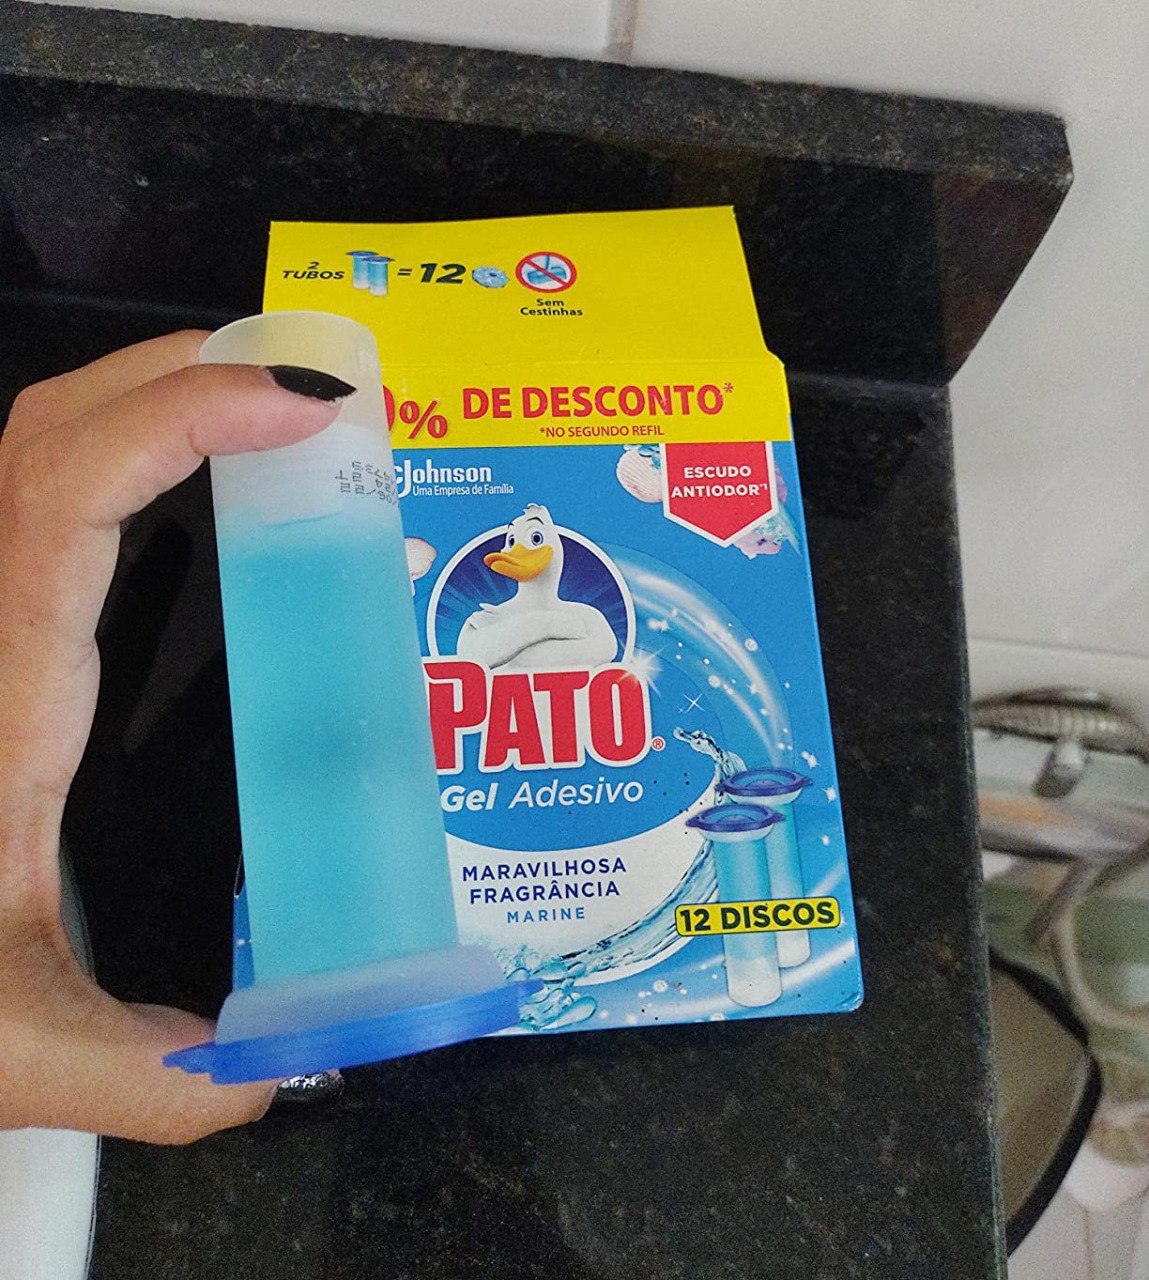 2
TUBOS = 12
Sem
Cestinhas
% DE DESCONTO*
*NO SEGUNDO REFIL
Johnson
Uma Empresa de Família
ESCUDO
ANTIODOR*¹
PATO®
Gel Adesivo
MARAVILHOSA
FRAGRÂNCIA
MARINE
12 DISCOS